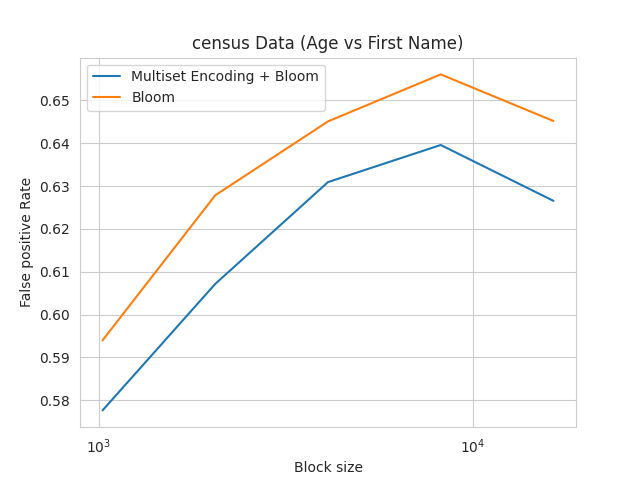 census Data (Age vs First Name)
Multiset Encoding + Bloom
Bloom
False positive Rate
0.65
0.64
0.63
0.62
0.61
0.60
0.59
0.58
10³
10⁴
Block size